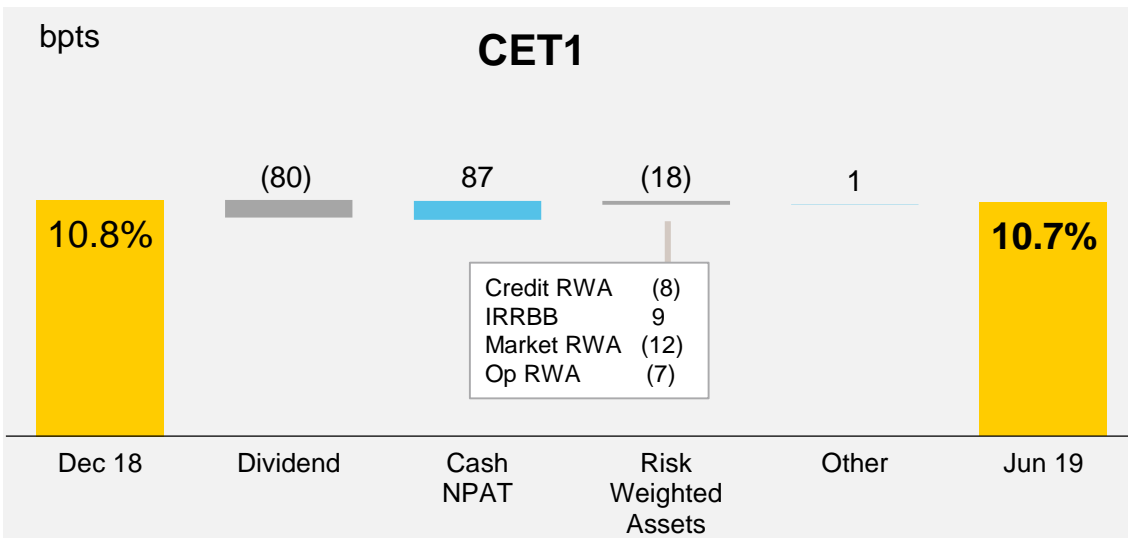 bpts
CET1
(80)
87
(18)
1
10.8%
10.7%
Credit RWA (8)
IRRBB 9
Market RWA (12)
Op RWA (7)
Dec 18
Dividend
Cash
NPAT
Risk
Weighted
Assets
Other
Jun 19